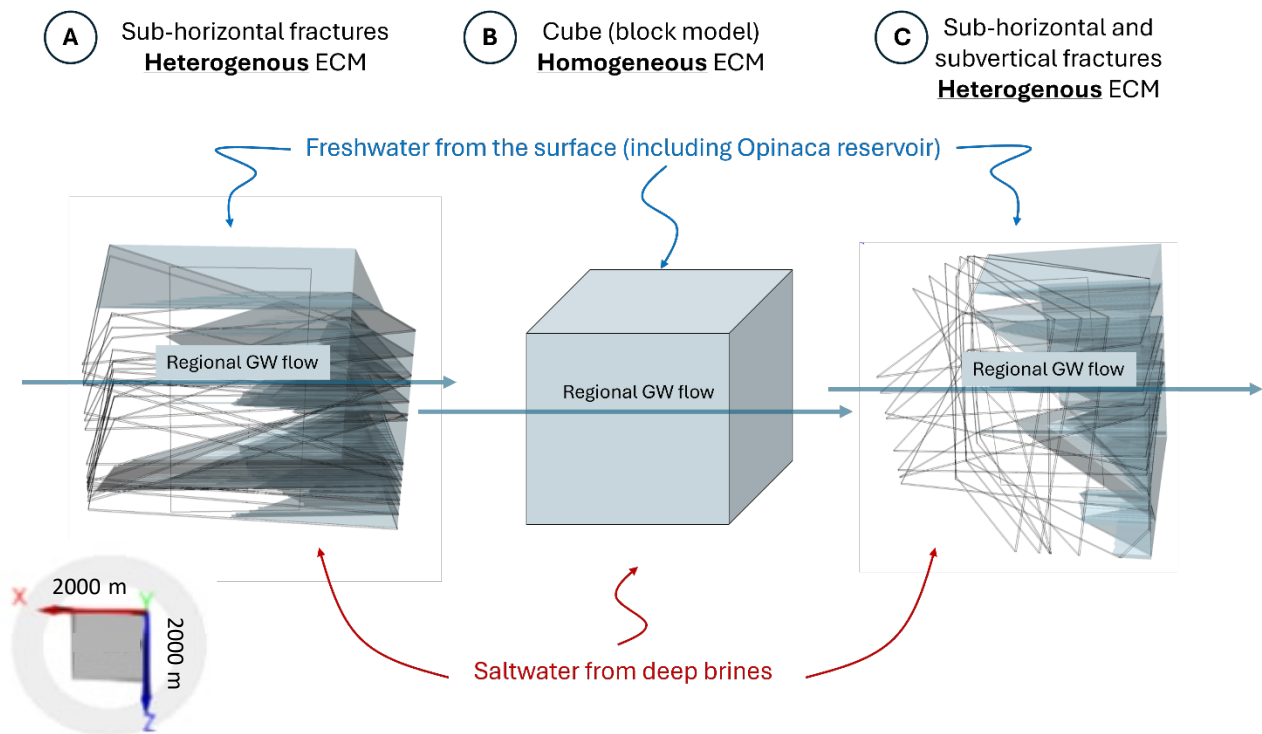 A
Sub-horizontal fractures
Heterogenous ECM
B
Cube (block model)
Homogeneous ECM
C
Sub-horizontal and
subvertical fractures
Heterogenous ECM
Freshwater from the surface (including Opinaca reservoir)
Regional GW flow
Regional GW flow
Regional GW flow
Saltwater from deep brines
2000 m
X
Y
2000 m
Z